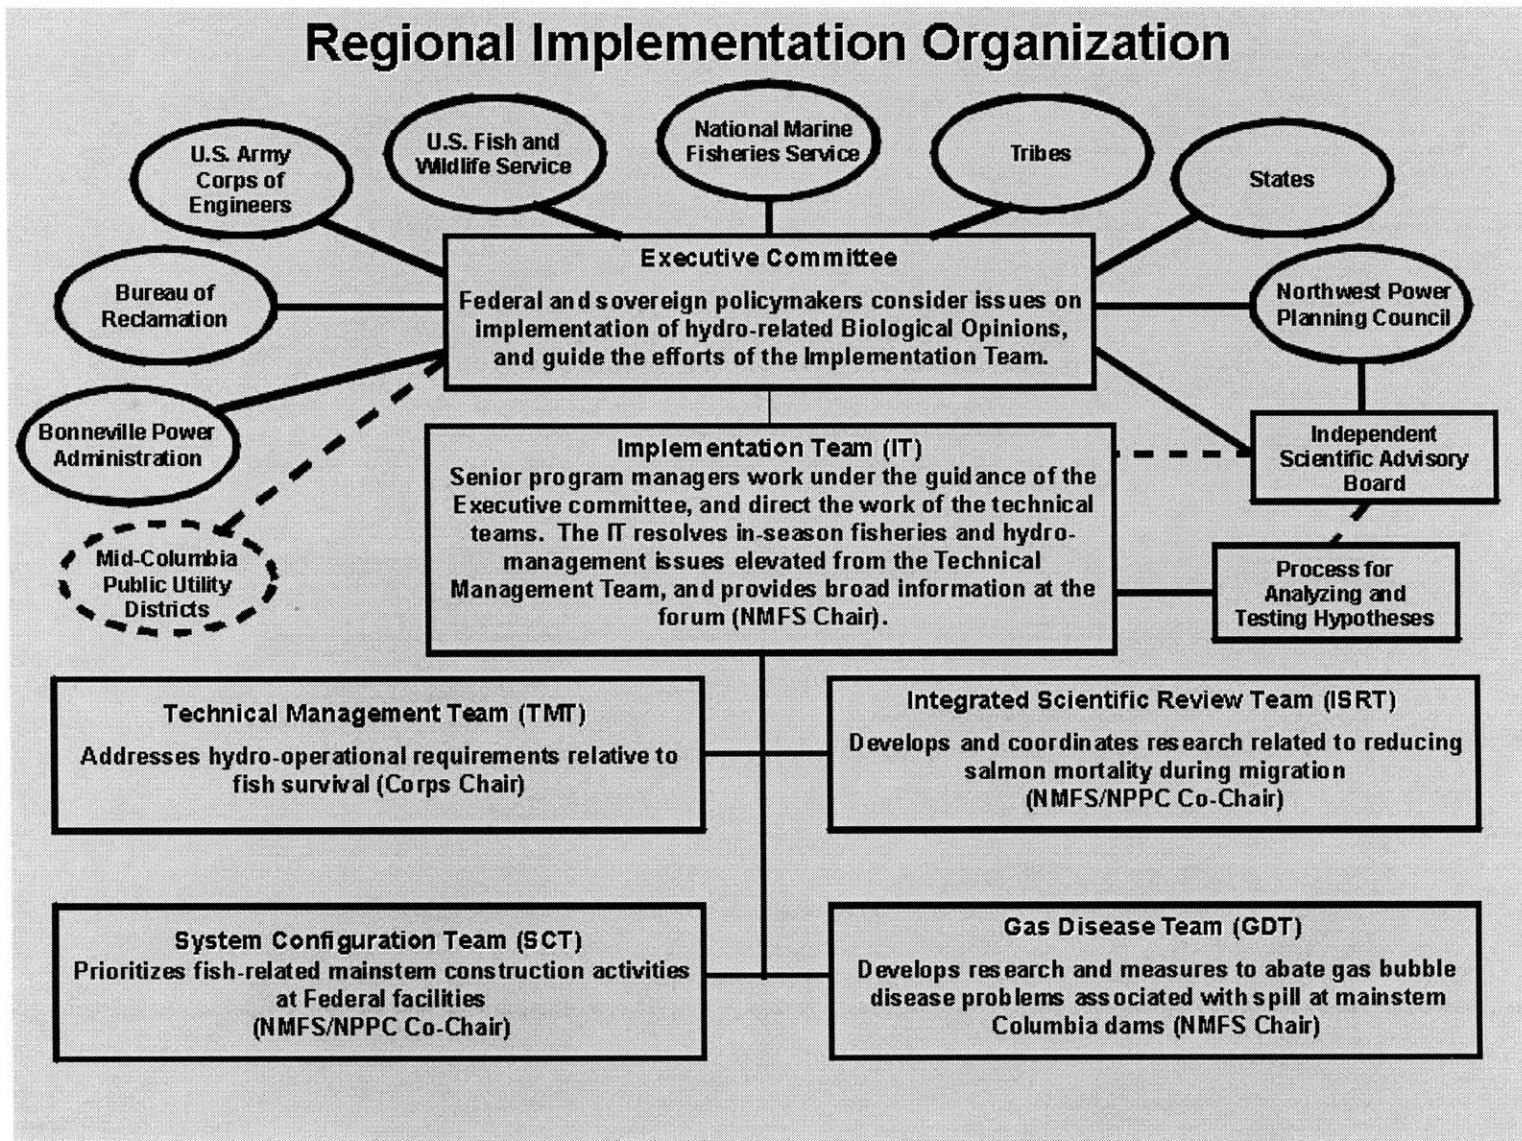 Regional Implementation Organization
U.S. Army
Corps of
Engineers
U.S. Fish and
Wildlife Service
National Marine
Fisheries Service
Tribes
States
Bureau of
Reclamation
Executive Committee
Federal and sovereign policymakers consider issues on
implementation of hydro-related Biological Opinions,
and guide the efforts of the Implementation Team.
Northwest Power
Planning Council
Bonneville Power
Administration
Mid-Columbia
Public Utility
Districts
Implementation Team (IT)
Senior program managers work under the guidance of the
Executive committee, and direct the work of the technical
teams. The IT resolves in-season fisheries and hydro-
management issues elevated from the Technical
Management Team, and provides broad information at the
forum (NMFS Chair).
Independent
Scientific Advisory
Board
Process for
Analyzing and
Testing Hypotheses
Technical Management Team (TMT)
Addresses hydro-operational requirements relative to
fish survival (Corps Chair)
Integrated Scientific Review Team (ISRT)
Develops and coordinates research related to reducing
salmon mortality during migration
(NMFS/NPPC Co-Chair)
System Configuration Team (SCT)
Prioritizes fish-related mainstem construction activities
at Federal facilities
(NMFS/NPPC Co-Chair)
Gas Disease Team (GDT)
Develops research and measures to abate gas bubble
disease problems associated with spill at mainstem
Columbia dams (NMFS Chair)